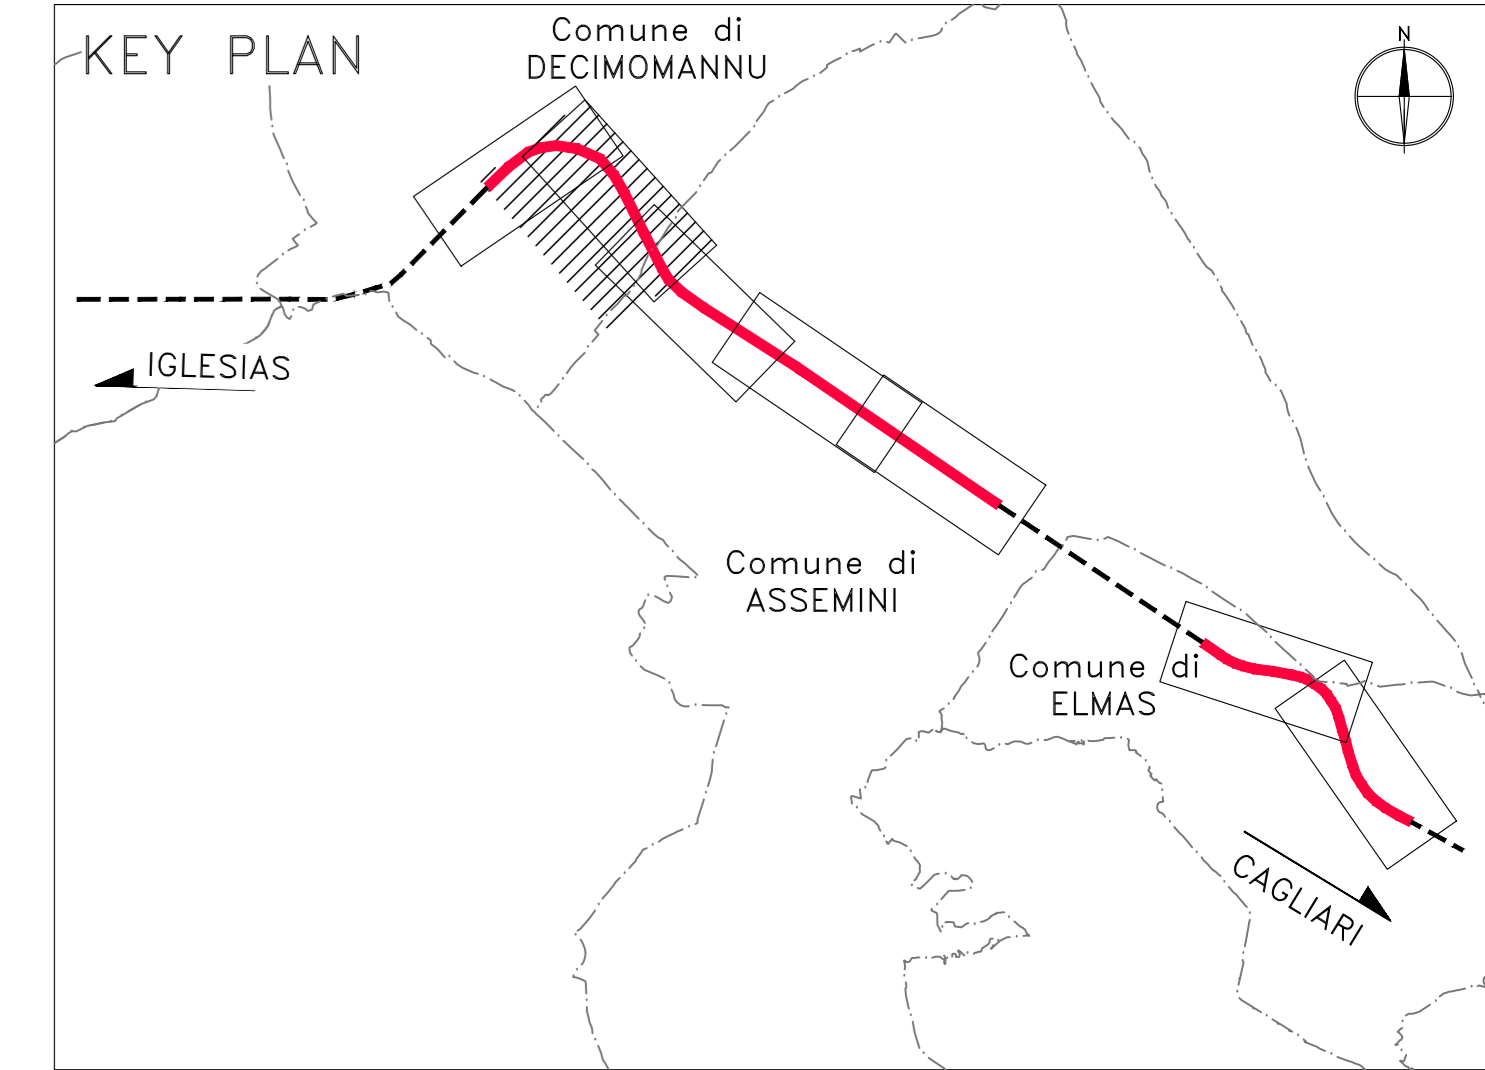 KEY PLAN
Comune di
DECIMOMANNU
N
IGLESIAS
Comune di
ASSEMINI
Comune di
ELMAS
CAGLIARI